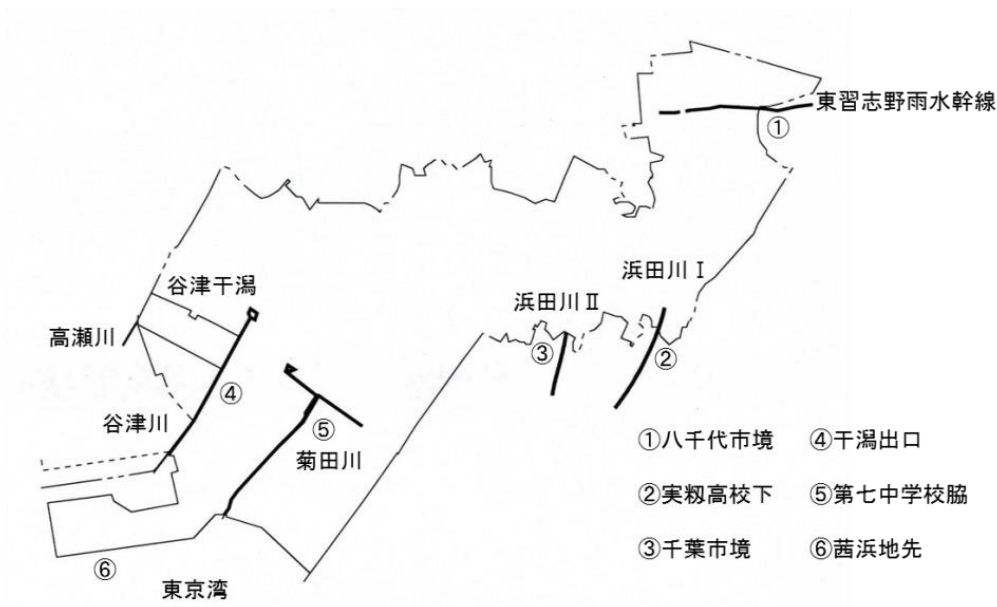 東習志野雨水幹線
①
浜田川Ⅰ
谷津干潟
浜田川Ⅱ
高瀬川
③
②
④
谷津川
⑤
菊田川
①八千代市境 ④干潟出口
②実籾高校下 ⑤第七中学校脇
③千葉市境 ⑥茜浜地先
⑥
東京湾